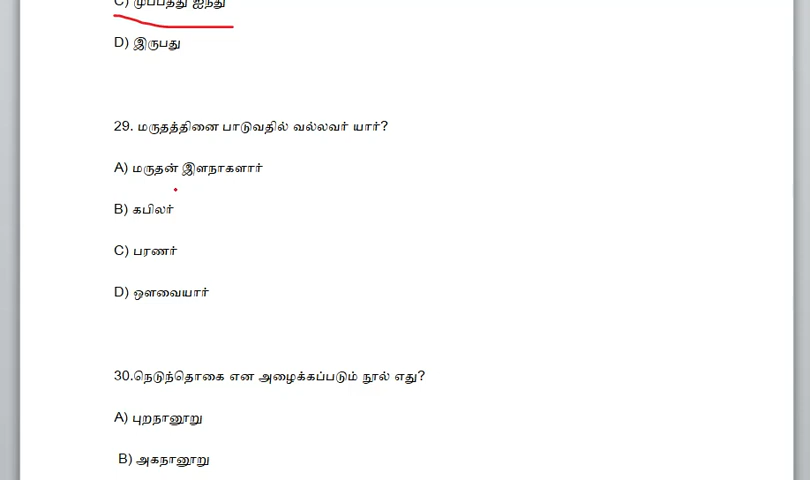 C) முப்பத்து ஐந்து
D) இருபது
29. மருதத்தினை பாடுவதில் வல்லவர் யார்?
A) மருதன் இளநாகனார்
B) கபிலர்
C) பரணர்
D) ஔவையார்
30.நெடுந்தொகை என அழைக்கப்படும் நூல் எது?
A) புறநானூறு
B) அகநானூறு